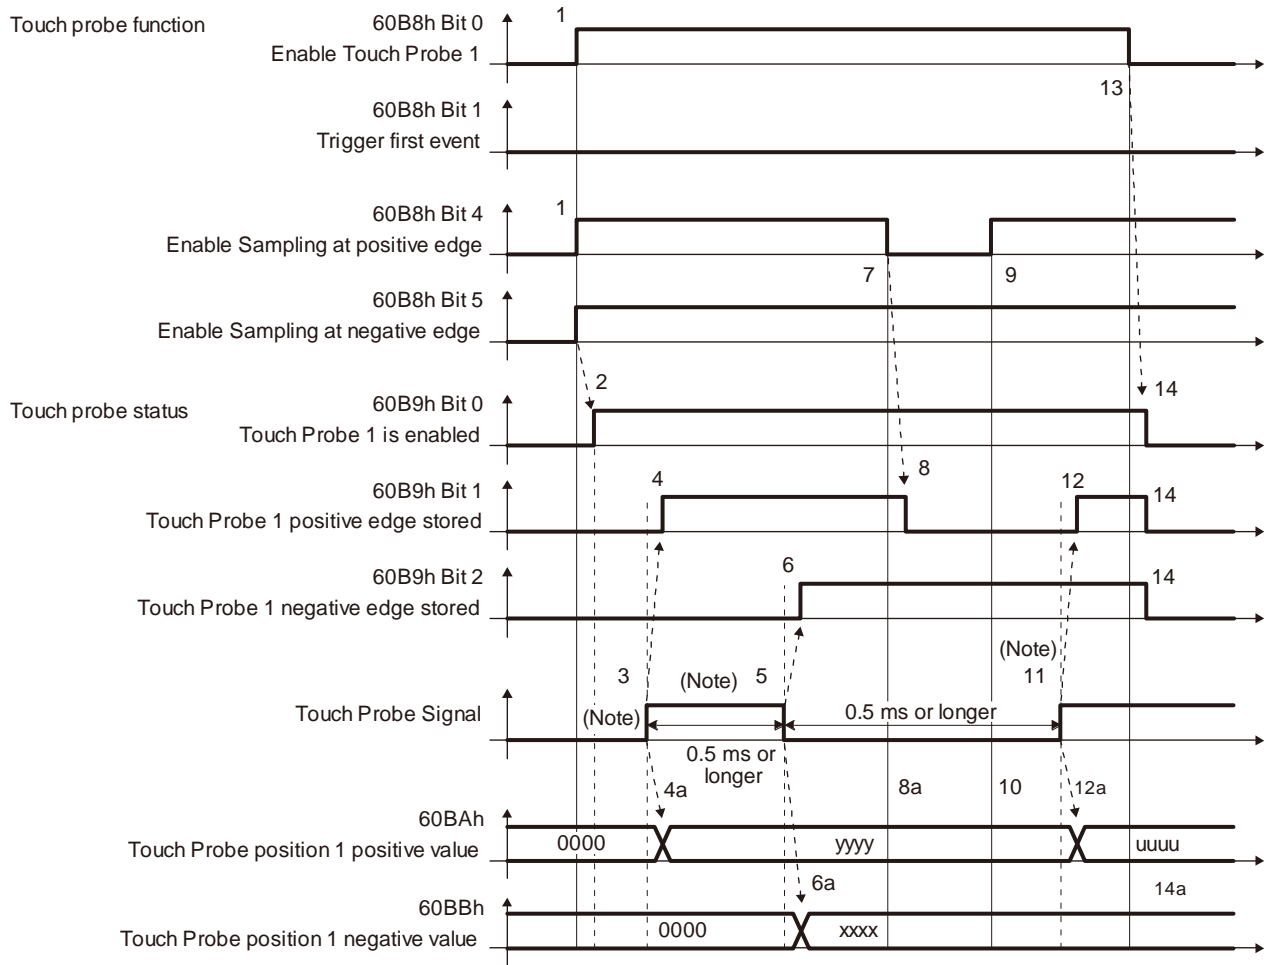 Touch probe function
60B8h Bit 0
Enable Touch Probe 1
1
13
60B8h Bit 1
Trigger first event
60B8h Bit 4
Enable Sampling at positive edge
1
7
9
60B8h Bit 5
Enable Sampling at negative edge
2
Touch probe status
60B9h Bit 0
Touch Probe 1 is enabled
14
60B9h Bit 1
Touch Probe 1 positive edge stored
4
8
12
14
60B9h Bit 2
Touch Probe 1 negative edge stored
6
14
Touch Probe Signal
3
(Note)
(Note)
5
(Note)
11
0.5 ms or
longer
0.5 ms or longer
4a
8a
10
12a
60BAh
Touch Probe position 1 positive value
0000
yyyy
uuuu
6a
14a
60BBh
Touch Probe position 1 negative value
0000
xxxx